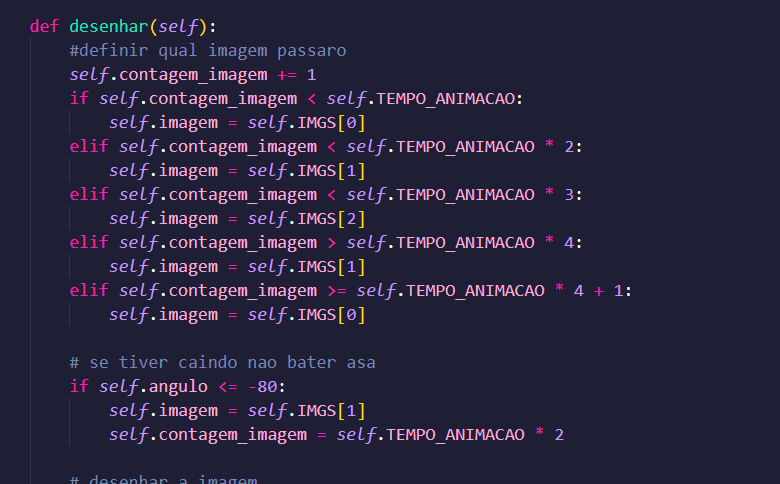 def desenhar(self):
    #definir qual imagem passaro
    self.contagem_imagem += 1
    if self.contagem_imagem < self.TEMPO_ANIMACAO:
        self.imagem = self.IMGS[0]
    elif self.contagem_imagem < self.TEMPO_ANIMACAO * 2:
        self.imagem = self.IMGS[1]
    elif self.contagem_imagem < self.TEMPO_ANIMACAO * 3:
        self.imagem = self.IMGS[2]
    elif self.contagem_imagem > self.TEMPO_ANIMACAO * 4:
        self.imagem = self.IMGS[1]
    elif self.contagem_imagem >= self.TEMPO_ANIMACAO * 4 + 1:
        self.imagem = self.IMGS[0]

    # se tiver caindo nao bater asa
    if self.angulo <= -80:
        self.imagem = self.IMGS[1]
        self.contagem_imagem = self.TEMPO_ANIMACAO * 2

    # desenhar a imagem